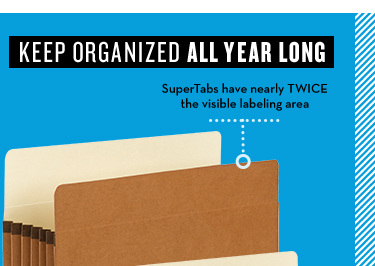 KEEP ORGANIZED ALL YEAR LONG
SuperTabs have nearly TWICE
the visible labeling area